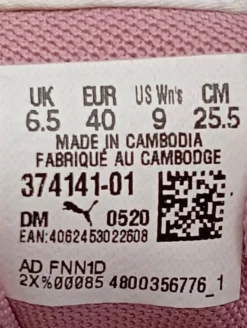 UK EUR US Wn's CM
6.5 40 9 25.5
MADE IN CAMBODIA
FABRIQUÉ AU CAMBODGE
374141-01
DM 0520
EAN:4062453022608
AD FNN1D
2X%00085 4800356776_1